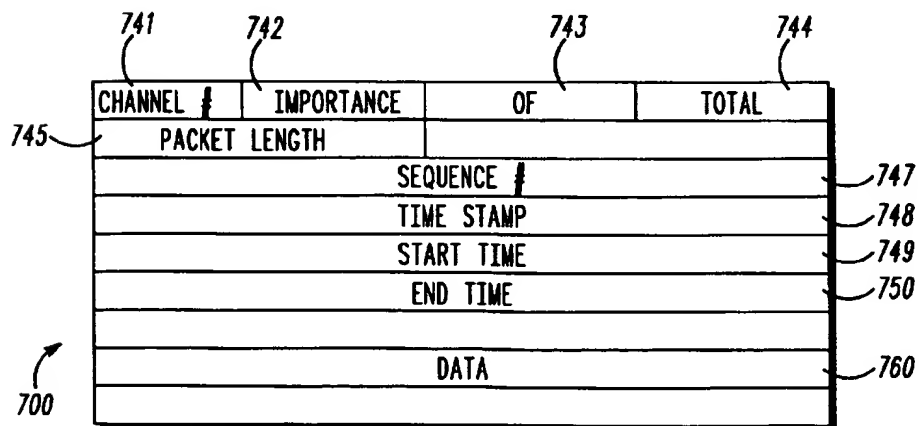 741 742 743 744
CHANNEL # IMPORTANCE OF TOTAL
745 PACKET LENGTH
SEQUENCE # 747
TIME STAMP 748
START TIME 749
END TIME 750
DATA 760
700